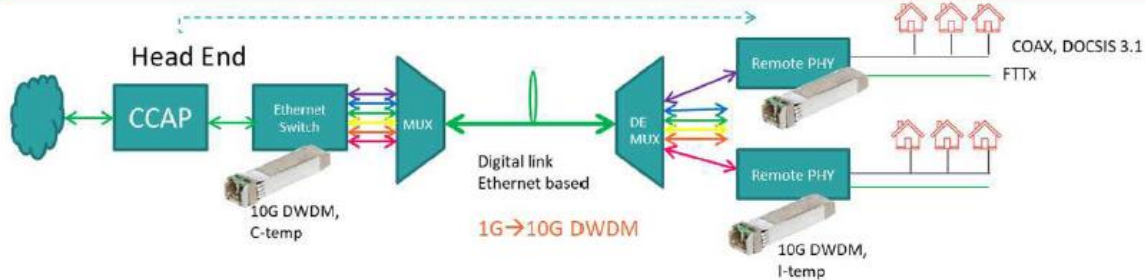 Head End
CCAP
Ethernet
Switch
MUX
10G DWDM,
C-temp
Digital link
Ethernet based
1G→10G DWDM
DE
MUX
Remote PHY
COAX, DOCSIS 3.1
FTTx
Remote PHY
10G DWDM,
I-temp